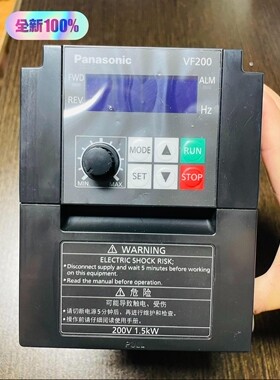 全新100%
Panasonic VF200
FWD ALM
REV Hz
MODE ▲ RUN
MIN MAX SET ▼ STOP
⚠ WARNING
ELECTRIC SHOCK RISK;
●Disconnect supply and wait 5 minutes before working
on this equipment.
●Read the manual before operation.
⚠ 危 险
可能导致触电、受伤
●请切断电源5分钟后，再进行维护和检查。
●操作前请仔细阅读使用手册。
200V 1.5kW
PULL